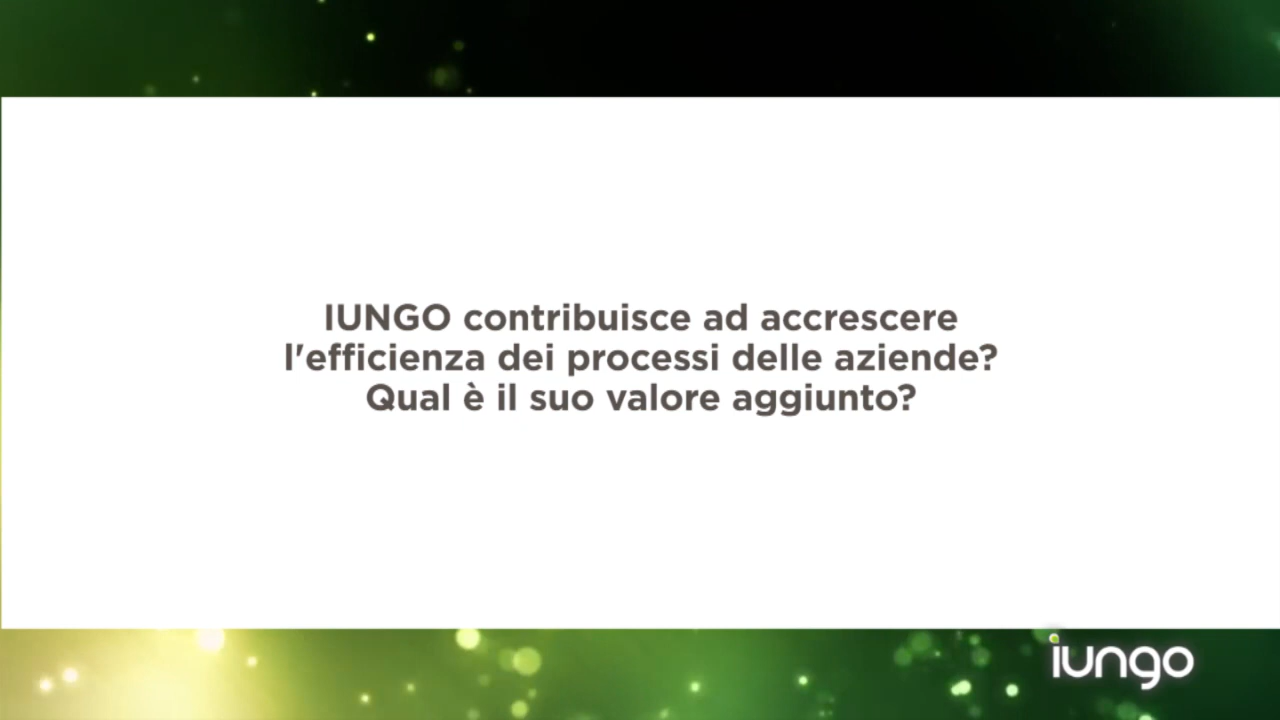 IUNGO contribuisce ad accrescere
l'efficienza dei processi delle aziende?
Qual è il suo valore aggiunto?
iungo